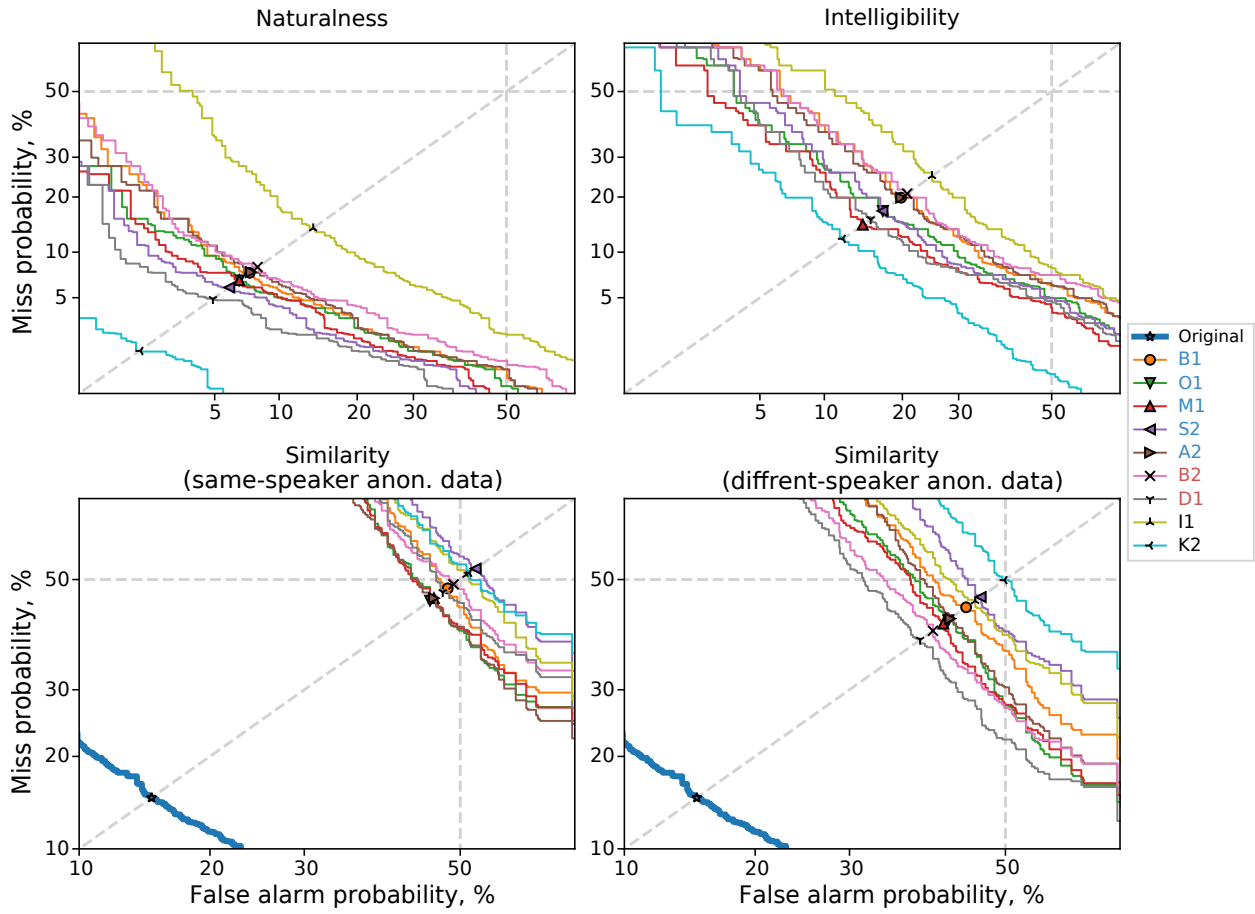 Naturalness
Intelligibility
Miss probability, %
50
30
20
10
5
5
10
20
30
50
5
10
20
30
50
50
30
20
10
5
Original
B1
O1
M1
S2
A2
B2
D1
I1
K2
Similarity
(same-speaker anon. data)
Similarity
(diffrent-speaker anon. data)
Miss probability, %
50
30
20
10
10
20
30
50
False alarm probability, %
50
30
20
10
10
20
30
50
False alarm probability, %